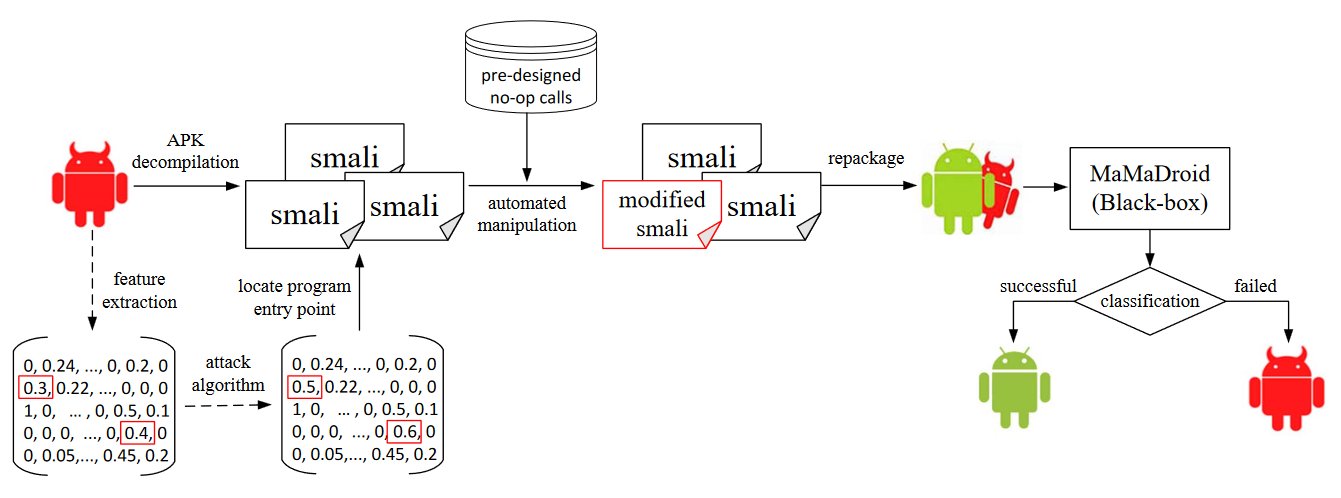 pre-designed
no-op calls
APK
decompilation
smali
smali
smali
automated
manipulation
smali
modified
smali
smali
repackage
MaMaDroid
(Black-box)
successful
classification
failed
feature
extraction
locate program
entry point
0, 0.24, ..., 0, 0.2, 0
0.3, 0.22, ..., 0, 0, 0
1, 0, ... , 0, 0.5, 0.1
0, 0, 0, ..., 0, 0.4, 0
0, 0.05,..., 0.45, 0.2
attack
algorithm
0, 0.24, ..., 0, 0.2, 0
0.5, 0.22, ..., 0, 0, 0
1, 0, ... , 0, 0.5, 0.1
0, 0, 0, ..., 0, 0.6, 0
0, 0.05,..., 0.45, 0.2